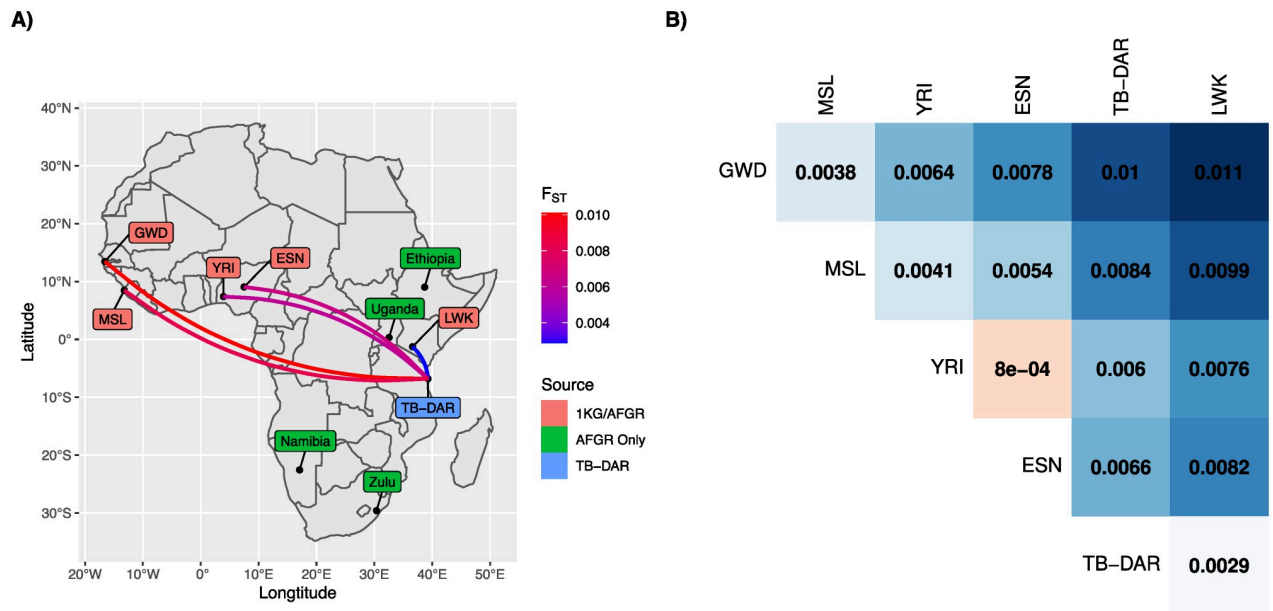 A)
40°N
30°N
20°N
10°N
0°
10°S
20°S
30°S
Latitude
20°W 10°W 0° 10°E 20°E 30°E 40°E 50°E
Longtitude
GWD
MSL
YRI
ESN
Ethiopia
Uganda
LWK
TB−DAR
Namibia
Zulu
FST
0.010
0.008
0.006
0.004
Source
1KG/AFGR
AFGR Only
TB−DAR
B)
MSL YRI ESN TB−DAR LWK
GWD 0.0038 0.0064 0.0078 0.01 0.011
MSL 0.0041 0.0054 0.0084 0.0099
YRI 8e−04 0.006 0.0076
ESN 0.0066 0.0082
TB−DAR 0.0029